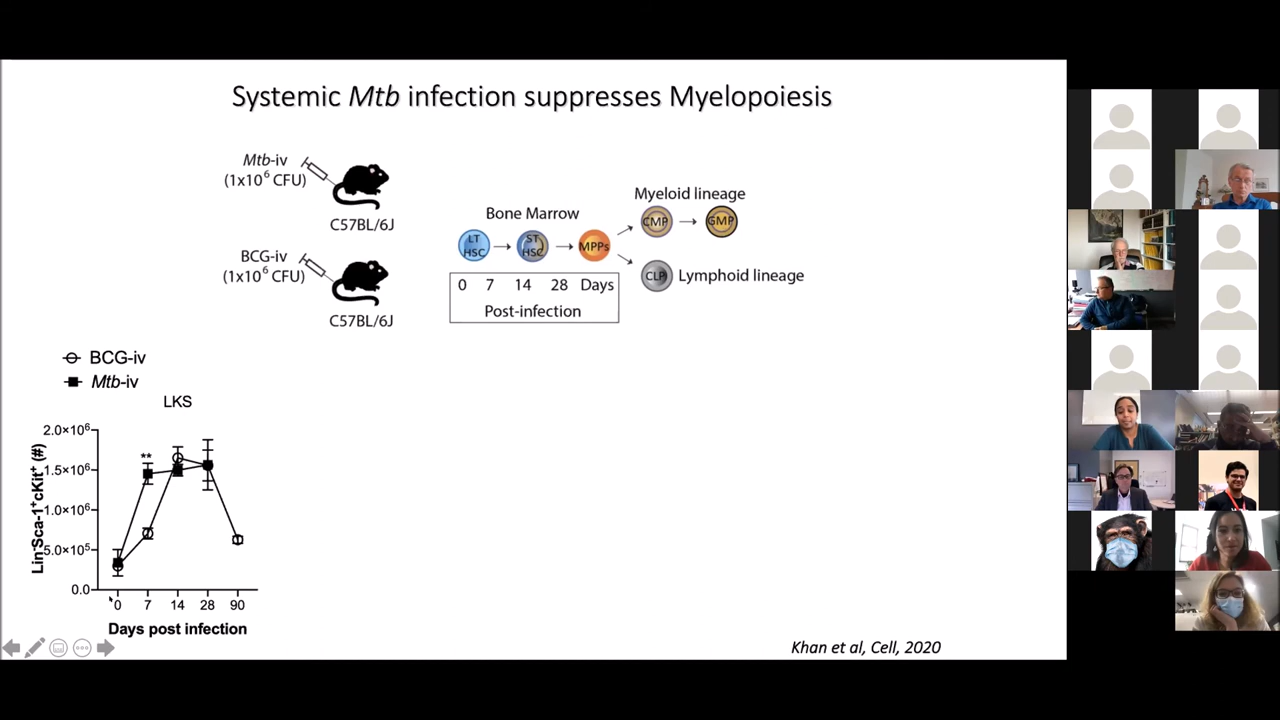 Systemic Mtb infection suppresses Myelopoiesis
Mtb-iv
(1x10⁶ CFU)
C57BL/6J
BCG-iv
(1x10⁶ CFU)
C57BL/6J
Bone Marrow
LT
HSC
ST
HSC
MPPs
Myeloid lineage
CMP
GMP
CLP
Lymphoid lineage
0 7 14 28 Days
Post-infection
BCG-iv
Mtb-iv
LKS
Lin⁻Sca-1⁺cKit⁺ (#)
2.0×10⁶
1.5×10⁶
1.0×10⁶
5.0×10⁵
0.0
**
0 7 14 28 90
Days post infection
Khan et al, Cell, 2020